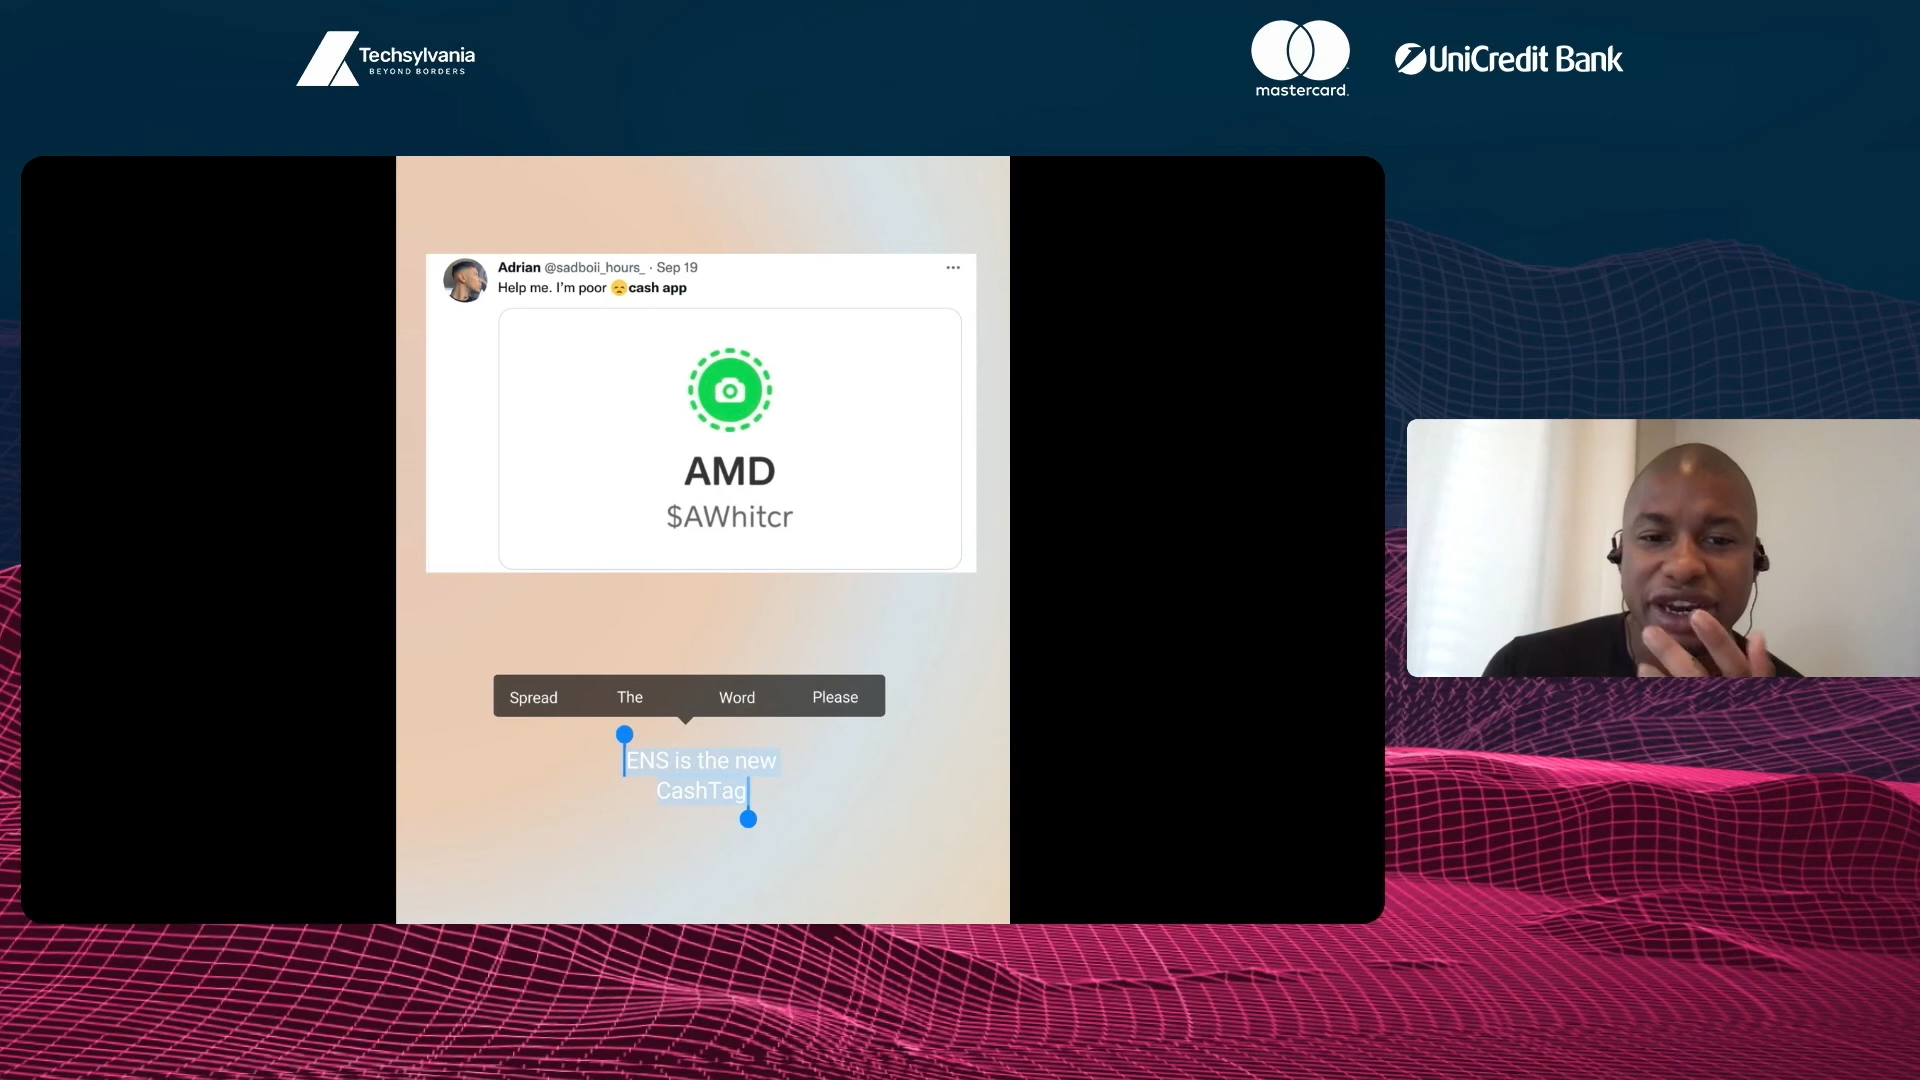 Techsylvania
BEYOND BORDERS
mastercard.
UniCredit Bank
Adrian @sadboii_hours_ · Sep 19
Help me. I'm poor 😞cash app
AMD
$AWhitcr
Spread The Word Please
ENS is the new
CashTag